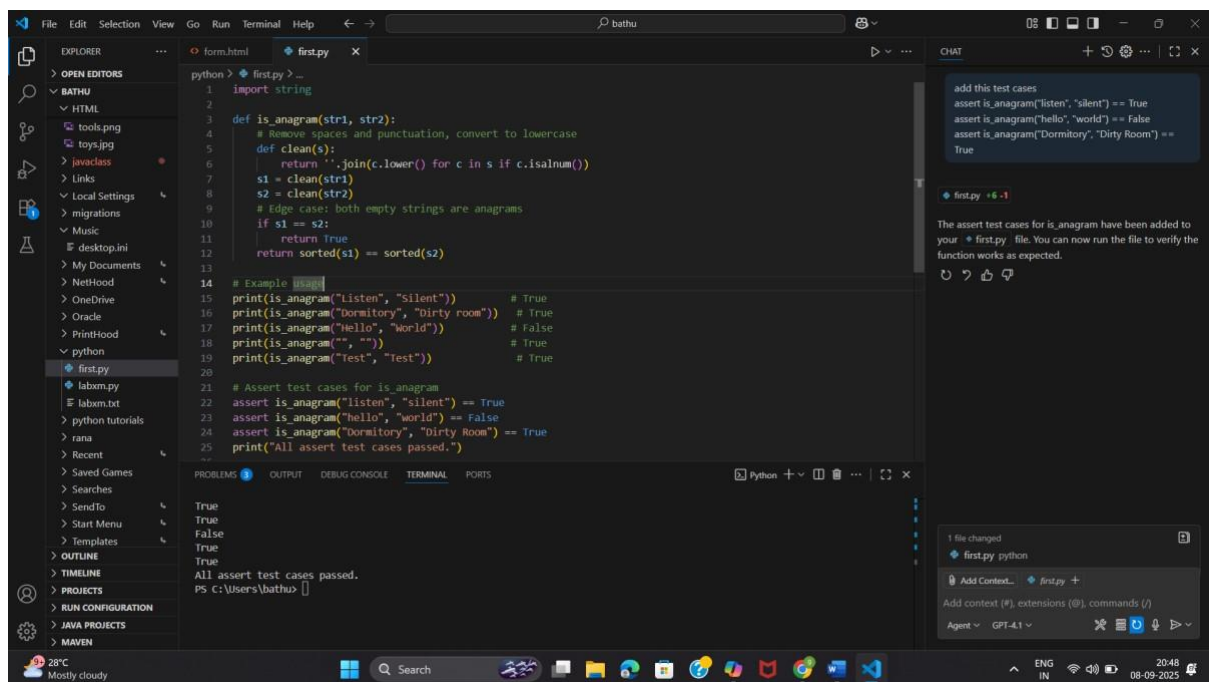 File Edit Selection View Go Run Terminal Help
bathu
EXPLORER
OPEN EDITORS
BATHU
HTML
tools.png
toys.jpg
javaclass
Links
Local Settings
migrations
Music
desktop.ini
My Documents
NetHood
OneDrive
Oracle
PrintHood
python
first.py
labxm.py
labxm.txt
python tutorials
rana
Recent
Saved Games
Searches
SendTo
Start Menu
Templates
OUTLINE
TIMELINE
PROJECTS
RUN CONFIGURATION
JAVA PROJECTS
MAVEN
form.html first.py
python > first.py > ...
1 import string
2
3 def is_anagram(str1, str2):
4 # Remove spaces and punctuation, convert to lowercase
5 def clean(s):
6 return ''.join(c.lower() for c in s if c.isalnum())
7 s1 = clean(str1)
8 s2 = clean(str2)
9 # Edge case: both empty strings are anagrams
10 if s1 == s2:
11 return True
12 return sorted(s1) == sorted(s2)
13
14 # Example usage
15 print(is_anagram("Listen", "Silent")) # True
16 print(is_anagram("Dormitory", "Dirty room")) # True
17 print(is_anagram("Hello", "World")) # False
18 print(is_anagram("", "")) # True
19 print(is_anagram("Test", "Test")) # True
20
21 # Assert test cases for is_anagram
22 assert is_anagram("listen", "silent") == True
23 assert is_anagram("hello", "world") == False
24 assert is_anagram("Dormitory", "Dirty Room") == True
25 print("All assert test cases passed.")
PROBLEMS 3 OUTPUT DEBUG CONSOLE TERMINAL PORTS
Python
True
True
False
True
True
All assert test cases passed.
PS C:\Users\bathu>
CHAT
add this test cases
assert is_anagram("listen", "silent") == True
assert is_anagram("hello", "world") == False
assert is_anagram("Dormitory", "Dirty Room") ==
True
first.py +6 -1
The assert test cases for is_anagram have been added to
your first.py file. You can now run the file to verify the
function works as expected.
1 file changed
first.py python
Add Context... first.py +
Add context (#), extensions (@), commands (/)
Agent GPT-4.1
28°C
Mostly cloudy
Search
ENG
IN
20:48
08-09-2025